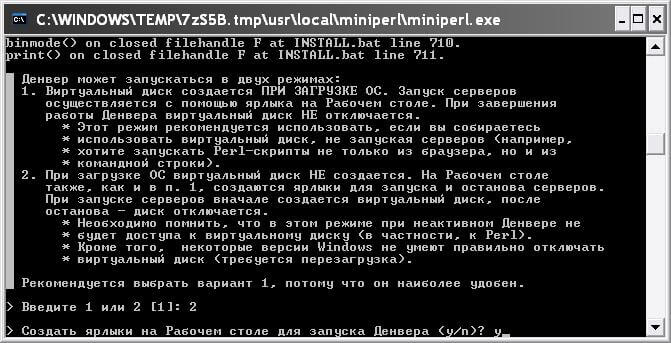 C:\WINDOWS\TEMP\7zS5B.tmp\usr\local\miniperl\miniperl.exe
binmode() on closed filehandle F at INSTALL.bat line 710.
print() on closed filehandle F at INSTALL.bat line 711.
Денвер может запускаться в двух режимах:
1. Виртуальный диск создается ПРИ ЗАГРУЗКЕ ОС. Запуск серверов
осуществляется с помощью ярлыка на Рабочем столе. При завершения
работы Денвера виртуальный диск НЕ отключается.
* Этот режим рекомендуется использовать, если вы собираетесь
* использовать виртуальный диск, не запуская серверов (например,
* хотите запускать Perl-скрипты не только из браузера, но и из
* командной строки).
2. При загрузке ОС виртуальный диск НЕ создается. На Рабочем столе
также, как и в п. 1, создаются ярлыки для запуска и останова серверов.
При запуске серверов вначале создается виртуальный диск, после
останова - диск отключается.
* Необходимо помнить, что в этом режиме при неактивном Денвере не
* будет доступа к виртуальному диску (в частности, к Perl).
* Кроме того, некоторые версии Windows не умеют правильно отключать
* виртуальный диск (требуется перезагрузка).
Рекомендуется выбрать вариант 1, потому что он наиболее удобен.
> Введите 1 или 2 [1]: 2
> Создать ярлыки на Рабочем столе для запуска Денвера (y/n)? y_